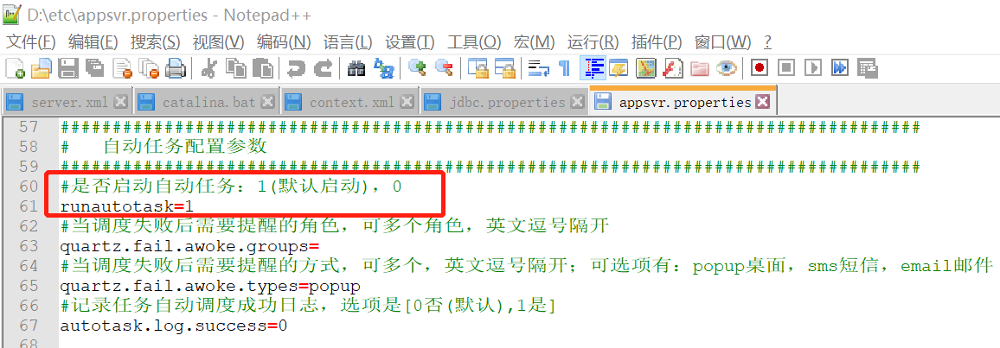 D:\etc\appsvr.properties - Notepad++
文件(F) 编辑(E) 搜索(S) 视图(V) 编码(N) 语言(L) 设置(T) 工具(O) 宏(M) 运行(R) 插件(P) 窗口(W) ?
server.xml catalina.bat context.xml jdbc.properties appsvr.properties
57 ###################################################################################
58 # 自动任务配置参数
59 ###################################################################################
60 #是否启动自动任务：1(默认启动)，0
61 runautotask=1
62 #当调度失败后需要提醒的角色，可多个角色，英文逗号隔开
63 quartz.fail.awoke.groups=
64 #当调度失败后需要提醒的方式，可多个，英文逗号隔开；可选项有：popup桌面，sms短信，email邮件
65 quartz.fail.awoke.types=popup
66 #记录任务自动调度成功日志，选项是[0否(默认),1是]
67 autotask.log.success=0
68